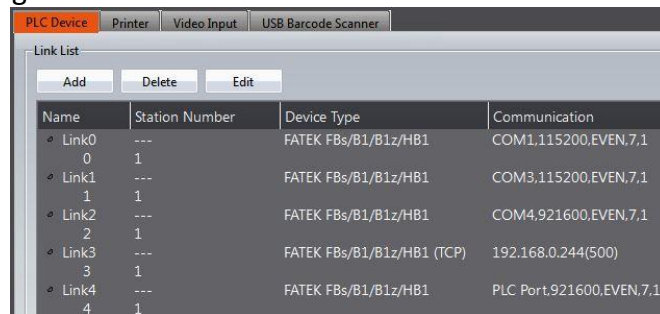 PLC Device Printer Video Input USB Barcode Scanner
Link List
Add Delete Edit
Name Station Number Device Type Communication
Link0 --- FATEK FBs/B1/B1z/HB1 COM1,115200,EVEN,7,1
0 1
Link1 --- FATEK FBs/B1/B1z/HB1 COM3,115200,EVEN,7,1
1 1
Link2 --- FATEK FBs/B1/B1z/HB1 COM4,921600,EVEN,7,1
2 1
Link3 --- FATEK FBs/B1/B1z/HB1 (TCP) 192.168.0.244(500)
3 1
Link4 --- FATEK FBs/B1/B1z/HB1 PLC Port,921600,EVEN,7,1
4 1